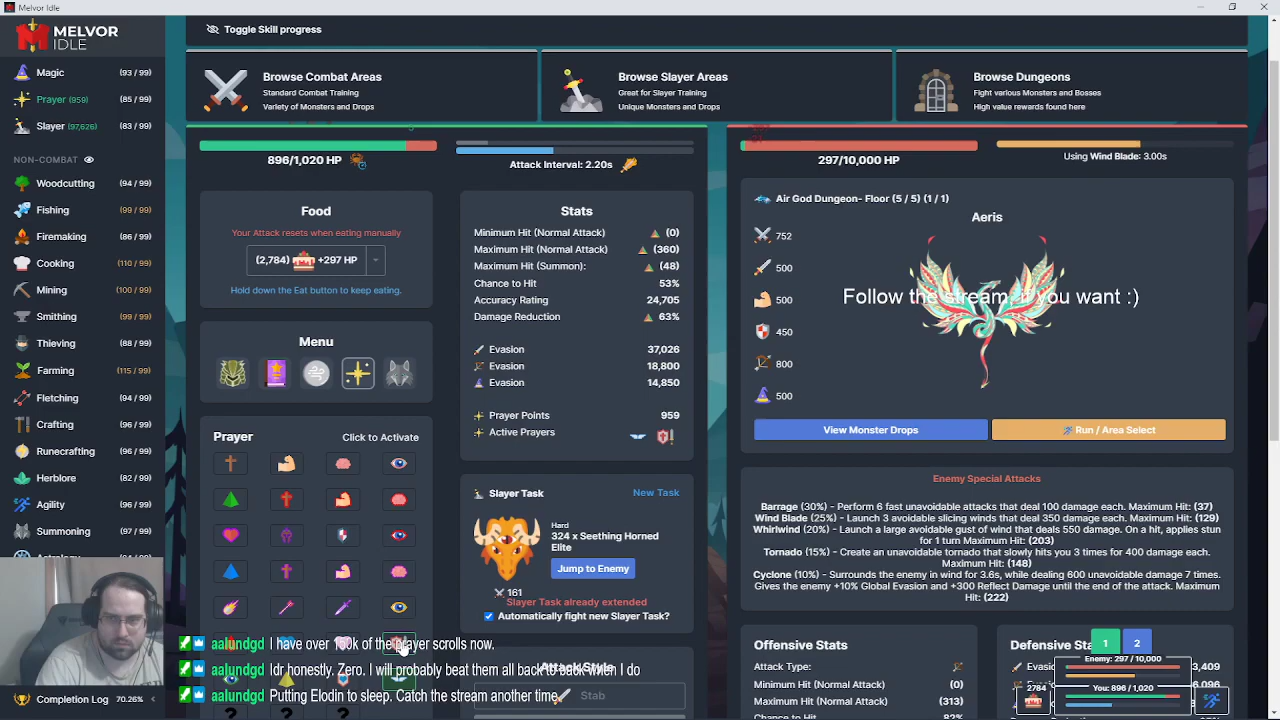 Melvor Idle
MELVOR
IDLE
Toggle Skill progress
Magic (93 / 99)
Prayer (959) (85 / 99)
Slayer (97,626) (83 / 99)
NON-COMBAT
Woodcutting (94 / 99)
Fishing (99 / 99)
Firemaking (86 / 99)
Cooking (110 / 99)
Mining (100 / 99)
Smithing (99 / 99)
Thieving (88 / 99)
Farming (115 / 99)
Fletching (94 / 99)
Crafting (94 / 99)
Runecrafting (99 / 99)
Herblore (82 / 99)
Agility (99 / 99)
Summoning (97 / 99)
Completion Log 70.26%
Browse Combat Areas
Standard Combat Training
Variety of Monsters and Drops
Browse Slayer Areas
Great for Slayer Training
Unique Monsters and Drops
Browse Dungeons
Fight various Monsters and Bosses
High value rewards found here
896/1,020 HP
Attack Interval: 2.20s
Food
Your Attack resets when eating manually
(2,784) +297 HP
Hold down the Eat button to keep eating.
Menu
Prayer Click to Activate
? ? ?
Stats
Minimum Hit (Normal Attack) (0)
Maximum Hit (Normal Attack) (360)
Maximum Hit (Summon): (48)
Chance to Hit 53%
Accuracy Rating 24,705
Damage Reduction 63%
Evasion 37,026
Evasion 18,800
Evasion 14,850
Prayer Points 959
Active Prayers
Slayer Task New Task
Hard
324 x Seething Horned
Elite
Jump to Enemy
161
Slayer Task already extended
Automatically fight new Slayer Task?
Attack Style
Stab
297/10,000 HP
Using Wind Blade: 3.00s
Air God Dungeon- Floor (5 / 5) (1 / 1)
Aeris
752
500
500
450
800
500
Follow the stream, if you want :)
View Monster Drops
Run / Area Select
Enemy Special Attacks
Barrage (30%) - Perform 6 fast unavoidable attacks that deal 100 damage each. Maximum Hit: (37)
Wind Blade (25%) - Launch 3 avoidable slicing winds that deal 350 damage each. Maximum Hit: (129)
Whirlwind (20%) - Launch a large avoidable gust of wind that deals 550 damage. On a hit, applies stun
for 1 turn Maximum Hit: (203)
Tornado (15%) - Create an unavoidable tornado that slowly hits you 3 times for 400 damage each.
Maximum Hit: (148)
Cyclone (10%) - Surrounds the enemy in wind for 3.6s, while dealing 600 unavoidable damage 7 times.
Gives the enemy +10% Global Evasion and +300 Reflect Damage until the end of the attack. Maximum
Hit: (222)
Offensive Stats
Attack Type:
Minimum Hit (Normal Attack) (0)
Maximum Hit (Normal Attack) (313)
Chance to Hit 82%
Defensive Stats
Evasion 3,409
6,096
1 2
Enemy: 297 / 10,000
You: 896 / 1,020
2784
aalundgd I have over 100k of the slayer scrolls now.
aalundgd Idr honestly. Zero. I will probably beat them all back to back when I do
aalundgd Putting Elodin to sleep. Catch the stream another time.